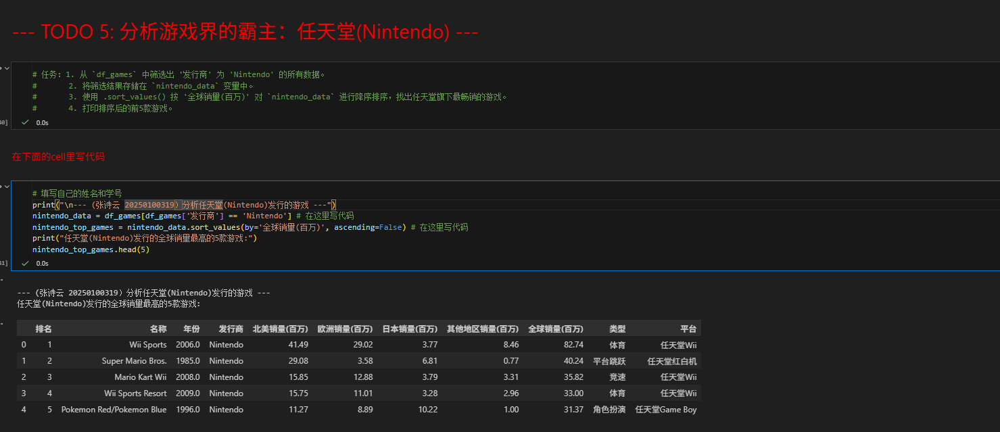 --- TODO 5: 分析游戏界的霸主：任天堂(Nintendo) ---
# 任务: 1. 从 `df_games` 中筛选出 '发行商' 为 'Nintendo' 的所有数据。
# 2. 将筛选结果存储在 `nintendo_data` 变量中。
# 3. 使用 .sort_values() 按 '全球销量(百万)' 对 `nintendo_data` 进行降序排序，找出任天堂旗下最畅销的游戏。
# 4. 打印排序后的前5款游戏。
0.0s
在下面的cell里写代码
# 填写自己的姓名和学号
print("\n---（张诗云 20250100319）分析任天堂(Nintendo)发行的游戏 ---")
nintendo_data = df_games[df_games['发行商'] == 'Nintendo'] # 在这里写代码
nintendo_top_games = nintendo_data.sort_values(by='全球销量(百万)', ascending=False) # 在这里写代码
print("任天堂(Nintendo)发行的全球销量最高的5款游戏:")
nintendo_top_games.head(5)
0.0s
---（张诗云 20250100319）分析任天堂(Nintendo)发行的游戏 ---
任天堂(Nintendo)发行的全球销量最高的5款游戏:
排名 名称 年份 发行商 北美销量(百万) 欧洲销量(百万) 日本销量(百万) 其他地区销量(百万) 全球销量(百万) 类型 平台
0 1 Wii Sports 2006.0 Nintendo 41.49 29.02 3.77 8.46 82.74 体育 任天堂Wii
1 2 Super Mario Bros. 1985.0 Nintendo 29.08 3.58 6.81 0.77 40.24 平台跳跃 任天堂红白机
2 3 Mario Kart Wii 2008.0 Nintendo 15.85 12.88 3.79 3.31 35.82 竞速 任天堂Wii
3 4 Wii Sports Resort 2009.0 Nintendo 15.75 11.01 3.28 2.96 33.00 体育 任天堂Wii
4 5 Pokemon Red/Pokemon Blue 1996.0 Nintendo 11.27 8.89 10.22 1.00 31.37 角色扮演 任天堂Game Boy